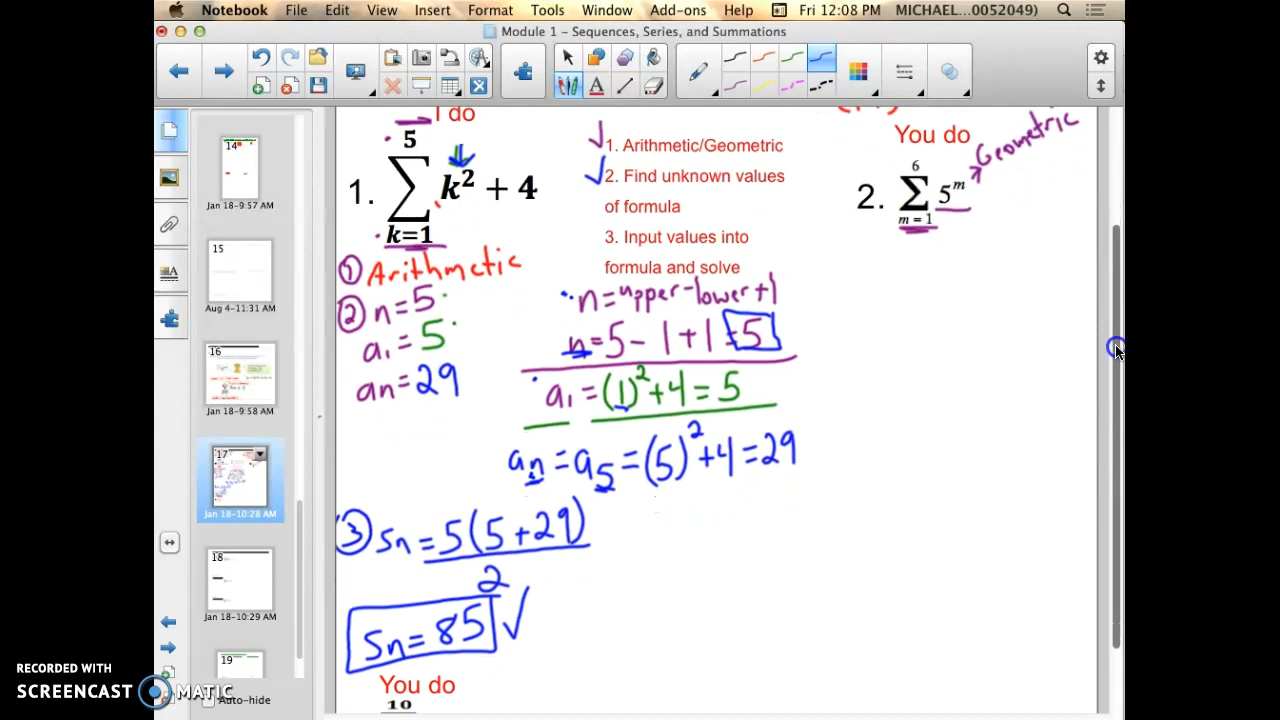 Notebook File Edit View Insert Format Tools Window Add-ons Help Fri 12:08 PM MICHAEL...0052049)
Module 1 – Sequences, Series, and Summations
14
Jan 18-9:57 AM
15
Aug 4-11:31 AM
16
Jan 18-9:58 AM
17
Jan 18-10:28 AM
18
Jan 18-10:29 AM
19
Auto-hide
I do
5
1. ∑ k² + 4
k=1
① Arithmetic
② n=5
a₁ = 5
an=29
1. Arithmetic/Geometric
2. Find unknown values
of formula
3. Input values into
formula and solve
n=upper-lower+1
n=5-1+1=5
a₁=(1)²+4=5
an=a₅=(5)²+4=29
③ Sn=5(5+29)
2
Sn=85 ✓
You do
10
You do
Geometric
6
2. ∑ 5ᵐ
m = 1
RECORDED WITH
SCREENCAST MATIC